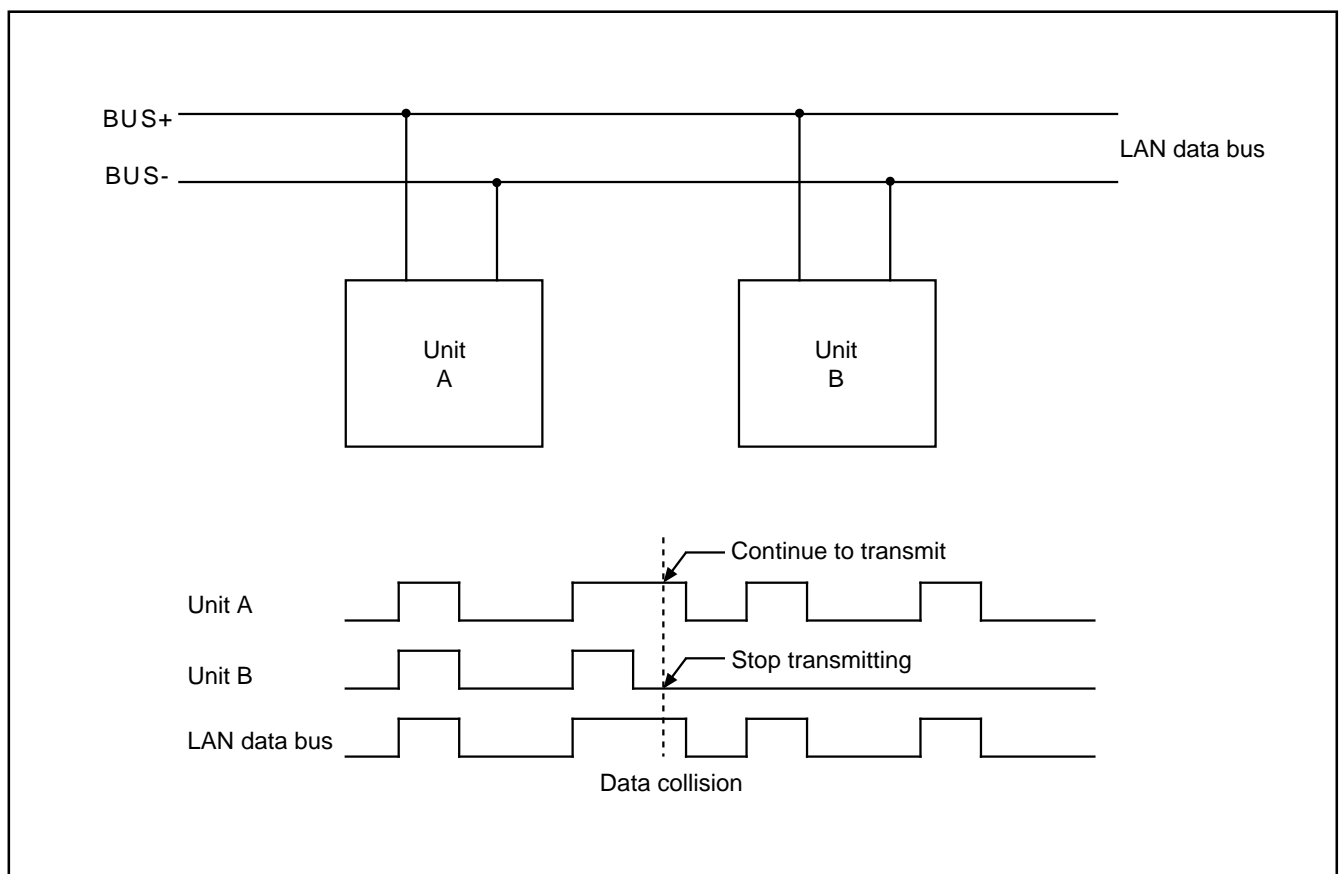 BUS+
LAN data bus
BUS-
Unit
A
Unit
B
Continue to transmit
Unit A
Stop transmitting
Unit B
LAN data bus
Data collision